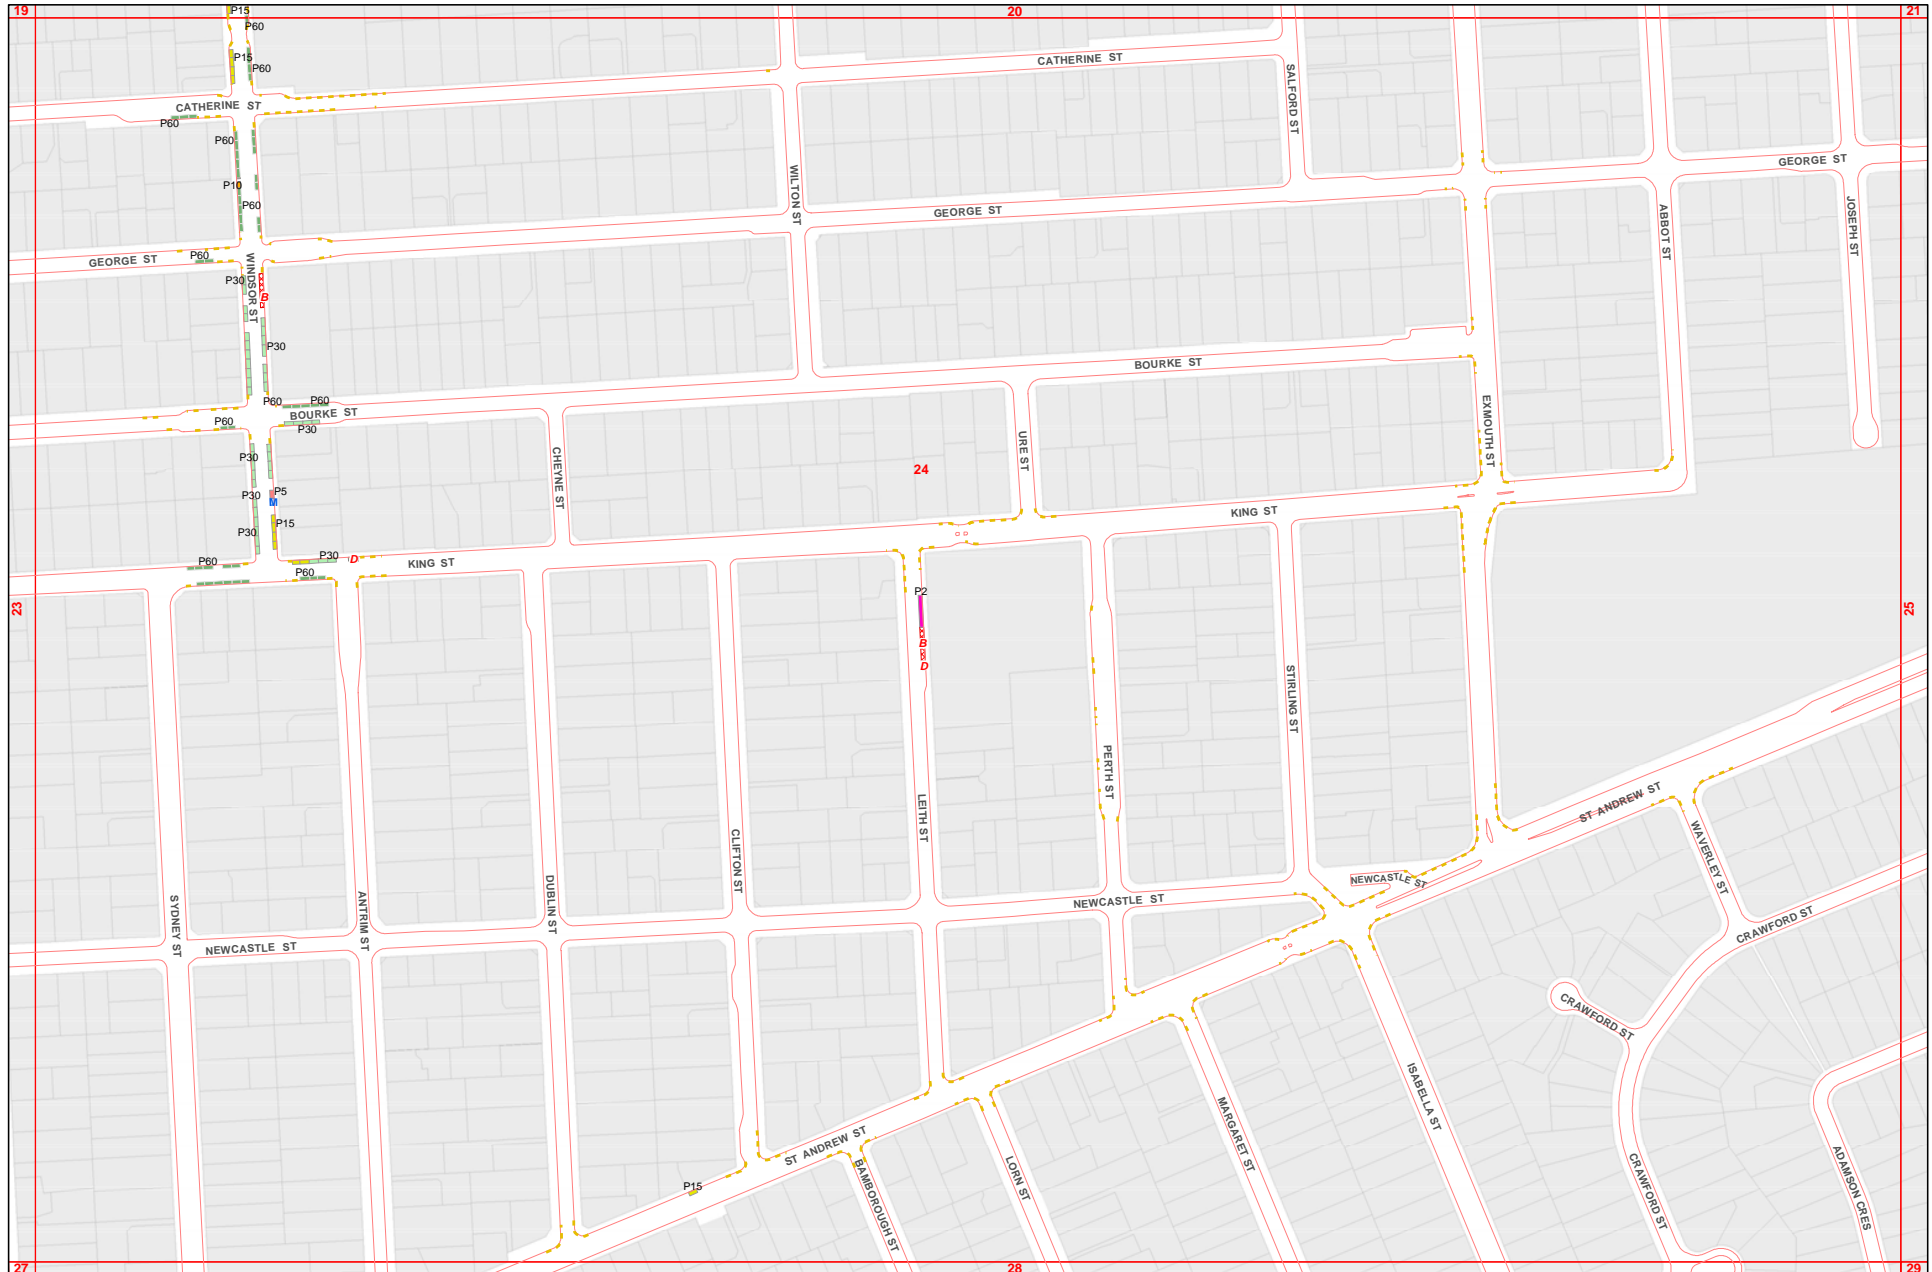 19
20
21
P15
P60
P15
P60
CATHERINE ST
SALFORD ST
CATHERINE ST
P60
P60
P10
P60
WILTON ST
GEORGE ST
GEORGE ST
ABBOT ST
JOSEPH ST
GEORGE ST
P60
WINDSOR ST
P30
B
P30
BOURKE ST
P60
P60
BOURKE ST
P60
P30
EXMOUTH ST
P30
CHEYNE ST
URE ST
24
P30
P5
M
P15
P30
KING ST
P60
P30
D
KING ST
P60
23
25
P2
B
D
STIRLING ST
PERTH ST
LEITH ST
CLIFTON ST
ST ANDREW ST
WAVERLEY ST
NEWCASTLE ST
DUBLIN ST
ANTRIM ST
SYDNEY ST
NEWCASTLE ST
NEWCASTLE ST
CRAWFORD ST
CRAWFORD ST
ISABELLA ST
MARGARET ST
ST ANDREW ST
LORN ST
BAMBOROUGH ST
P15
CRAWFORD ST
ADAMSON CRES
27
28
29